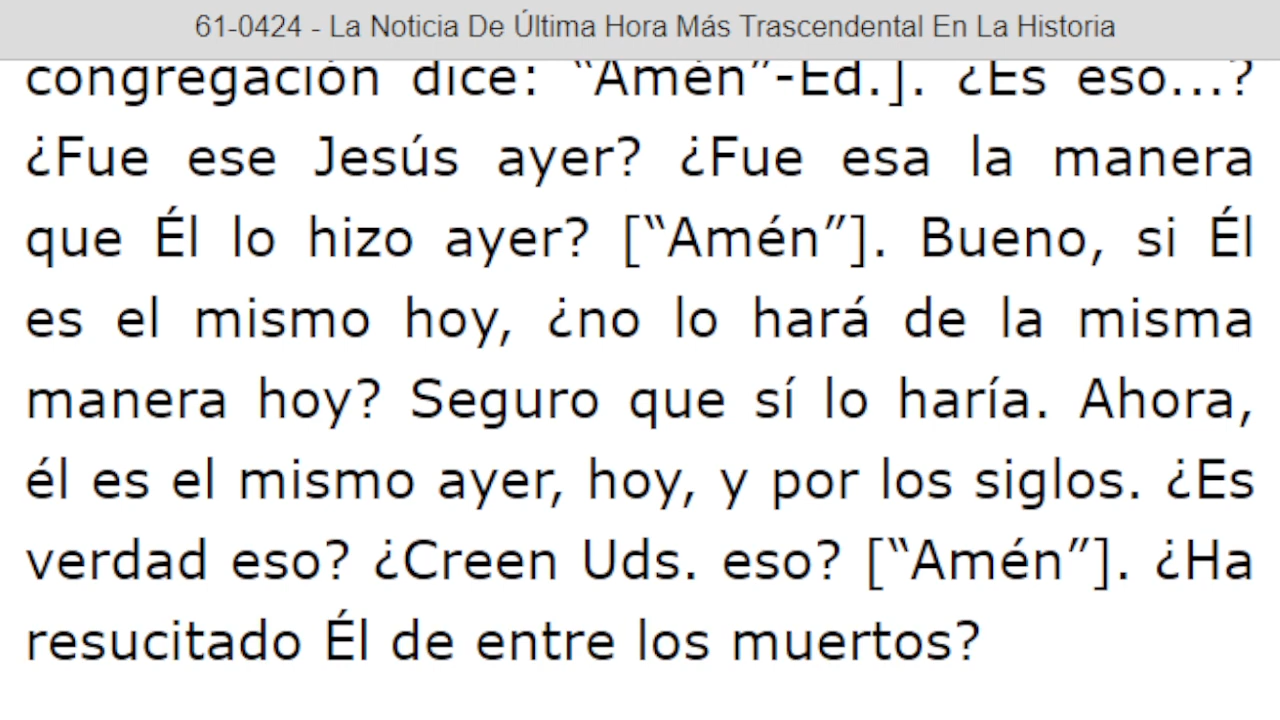 61-0424 - La Noticia De Última Hora Más Trascendental En La Historia
congregación dice: “Amén”-Ed.]. ¿Es eso...?
¿Fue ese Jesús ayer? ¿Fue esa la manera
que Él lo hizo ayer? [“Amén”]. Bueno, si Él
es el mismo hoy, ¿no lo hará de la misma
manera hoy? Seguro que sí lo haría. Ahora,
él es el mismo ayer, hoy, y por los siglos. ¿Es
verdad eso? ¿Creen Uds. eso? [“Amén”]. ¿Ha
resucitado Él de entre los muertos?